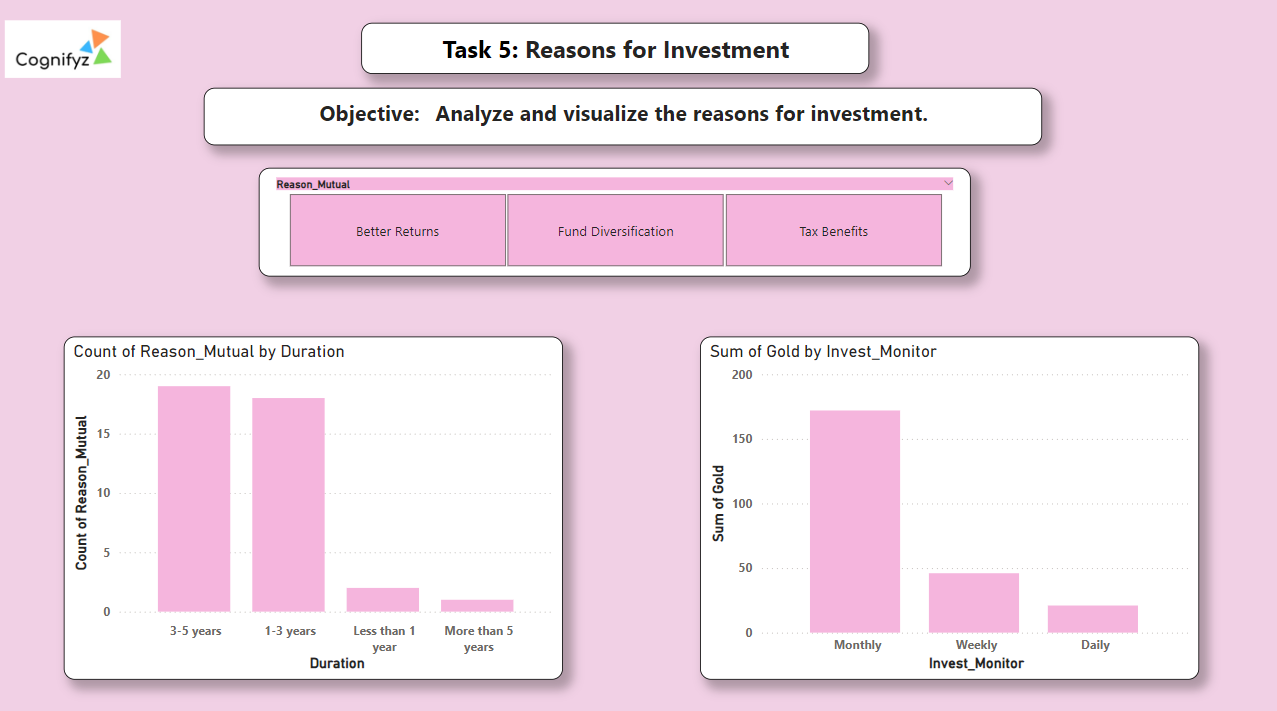 Cognifyz
Task 5: Reasons for Investment
Objective: Analyze and visualize the reasons for investment.
Reason_Mutual
Better Returns
Fund Diversification
Tax Benefits
Count of Reason_Mutual by Duration
Count of Reason_Mutual
20
15
10
5
0
3-5 years
1-3 years
Less than 1
year
More than 5
years
Duration
Sum of Gold by Invest_Monitor
Sum of Gold
200
150
100
50
0
Monthly
Weekly
Daily
Invest_Monitor